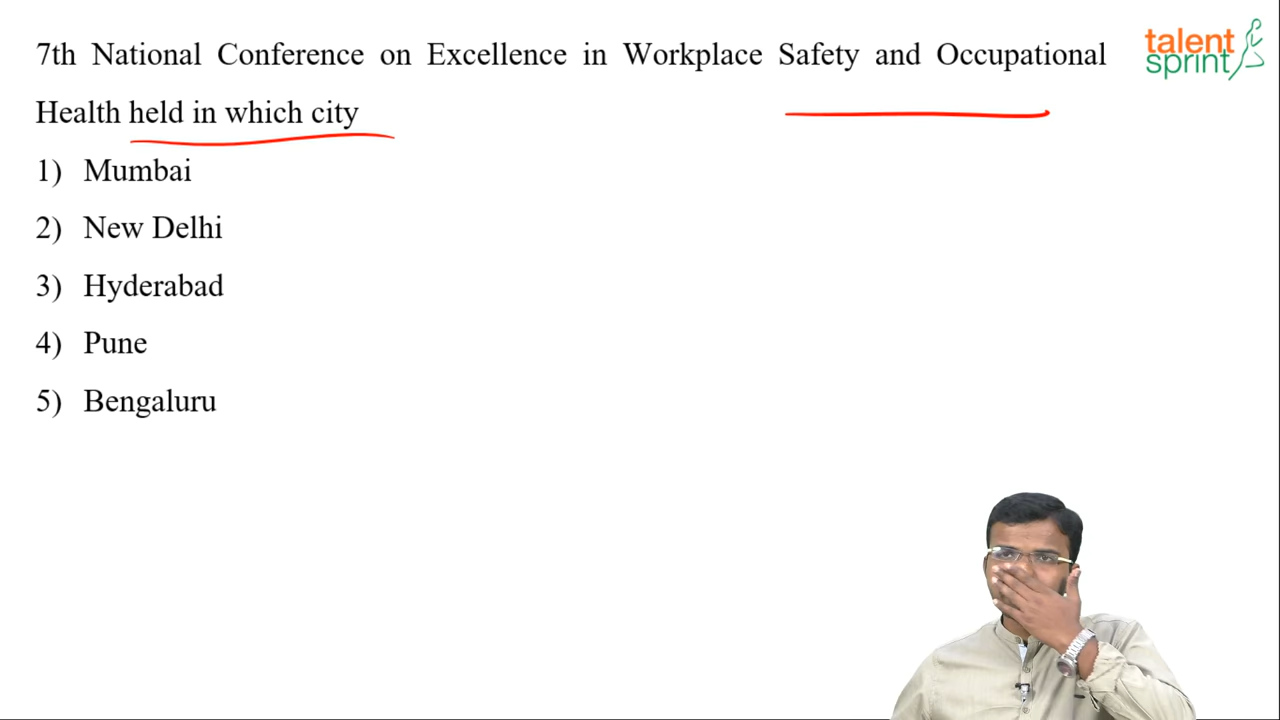 7th National Conference on Excellence in Workplace Safety and Occupational
Health held in which city
1) Mumbai
2) New Delhi
3) Hyderabad
4) Pune
5) Bengaluru
talent
sprint